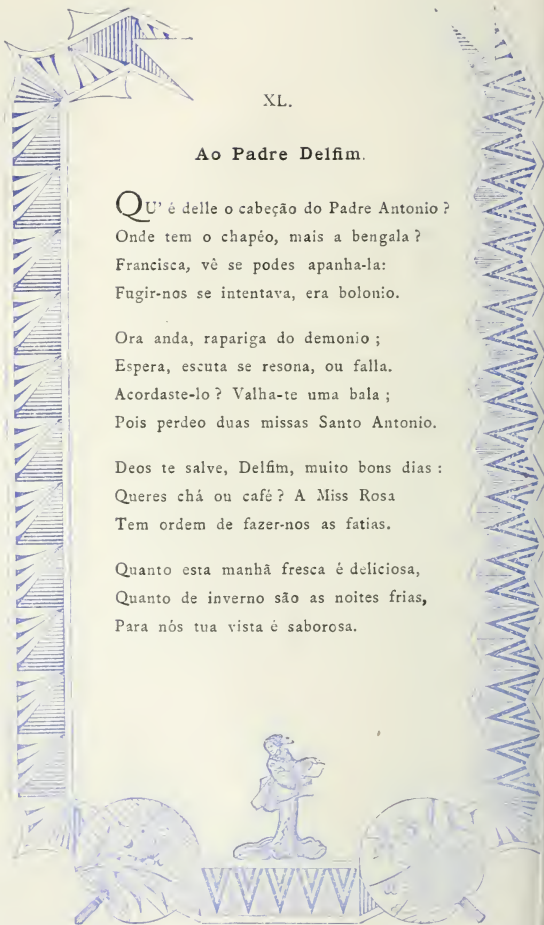 XL.
Ao Padre Delfim.
QU' é delle o cabeção do Padre Antonio ?
Onde tem o chapéo, mais a bengala ?
Francisca, vê se podes apanha-la:
Fugir-nos se intentava, era bolonio.
Ora anda, rapariga do demonio ;
Espera, escuta se resona, ou falla.
Acordaste-lo ? Valha-te uma bala ;
Pois perdeo duas missas Santo Antonio.
Deos te salve, Delfim, muito bons dias :
Queres chá ou café ? A Miss Rosa
Tem ordem de fazer-nos as fatias.
Quanto esta manhã fresca é deliciosa,
Quanto de inverno são as noites frias,
Para nós tua vista é saborosa.